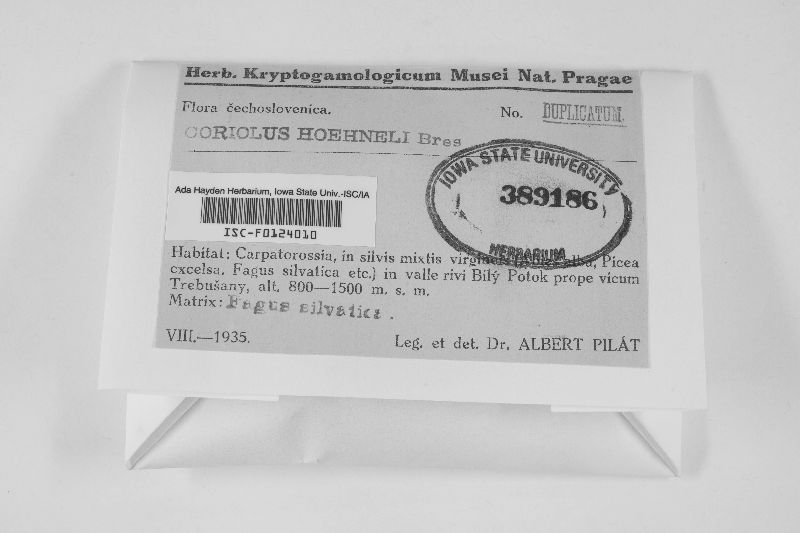 Herb. Kryptogamologicum Musei Nat. Pragae
Flora čechoslovenica.
No. DUPLICATUM.
CORIOLUS HOEHNELI Bres
IOWA STATE UNIVERSITY
389186
HERBARIUM
Ada Hayden Herbarium, Iowa State Univ.-ISC/IA
ISC-F0124010
Habitat: Carpatorossia, in silvis mixtis Picea
excelsa, Fagus silvatica etc.) in valle rivi Bílý Potok prope vicum
Trebušany, alt. 800—1500 m. s. m.
Matrix: Fagus silvatica .
VIII.—1935.
Leg. et det. Dr. ALBERT PILÁT